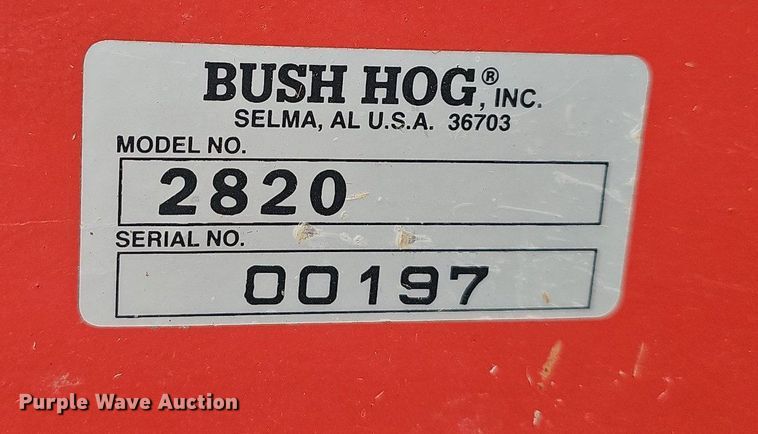 BUSH HOG®, INC.
SELMA, AL U.S.A. 36703
MODEL NO.
2820
SERIAL NO.
00197
Purple Wave Auction